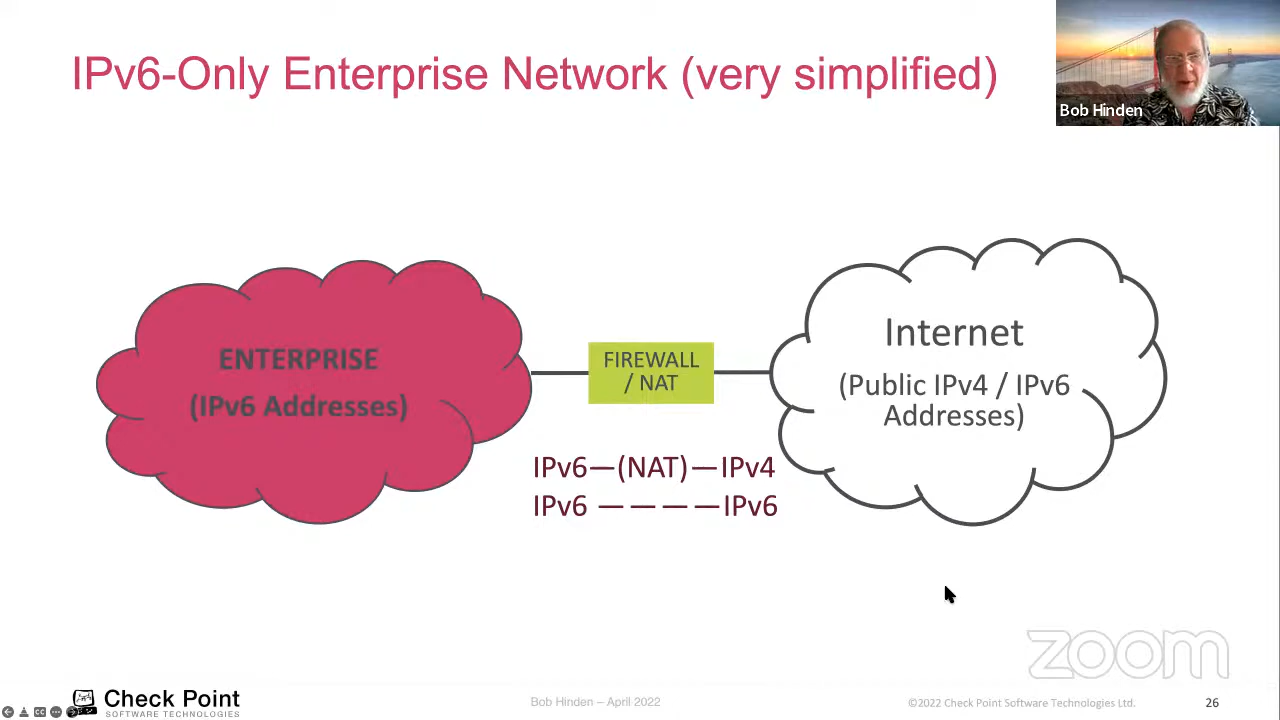 IPv6-Only Enterprise Network (very simplified)
Bob Hinden
ENTERPRISE
(IPv6 Addresses)
FIREWALL
/ NAT
Internet
(Public IPv4 / IPv6
Addresses)
IPv6—(NAT)—IPv4
IPv6 — — — —IPv6
zoom
Check Point
SOFTWARE TECHNOLOGIES
Bob Hinden – April 2022
©2022 Check Point Software Technologies Ltd.
26